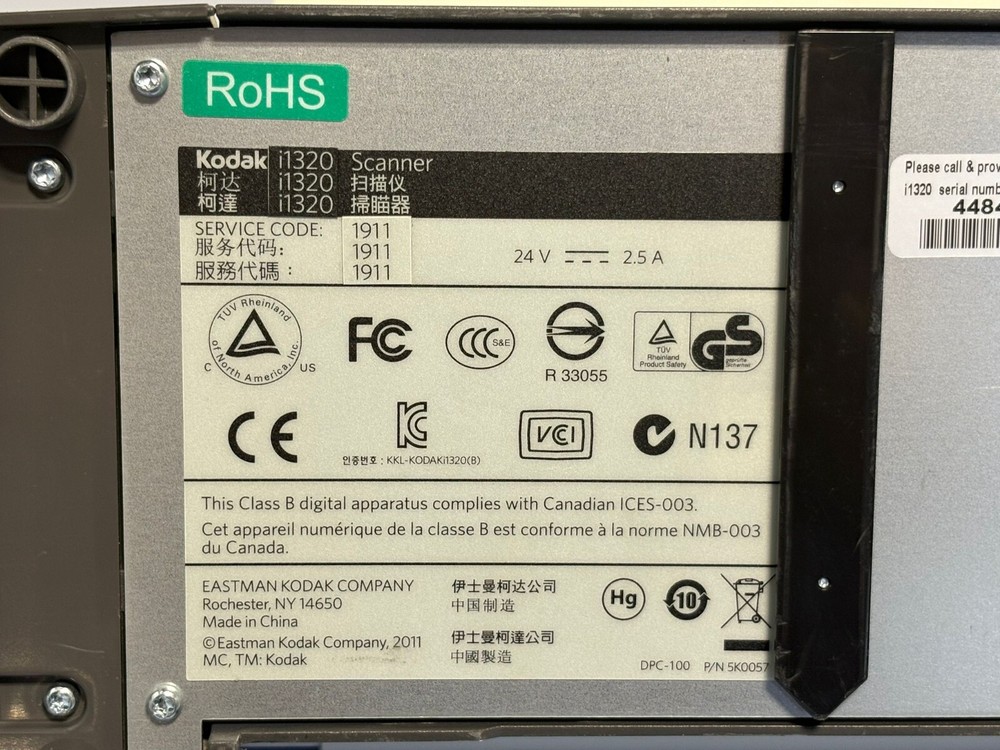 RoHS
Kodak i1320 Scanner
柯达 i1320 扫描仪
柯達 i1320 掃瞄器
SERVICE CODE: 1911
服务代码: 1911
服務代碼: 1911
24 V 2.5 A
TÜV Rheinland of North America, Inc.
C US
FC
CCC S&E
R 33055
TÜV Rheinland Product Safety
GS geprüfte Sicherheit
CE
KC
인증번호 : KKL-KODAKi1320(B)
VCI
N137
This Class B digital apparatus complies with Canadian ICES-003.
Cet appareil numérique de la classe B est conforme à la norme NMB-003
du Canada.
EASTMAN KODAK COMPANY
Rochester, NY 14650
Made in China
©Eastman Kodak Company, 2011
MC, TM: Kodak
伊士曼柯达公司
中国制造
伊士曼柯達公司
中國製造
Hg
10
DPC-100 P/N 5K0057
Please call & prov
i1320 serial numb
4484